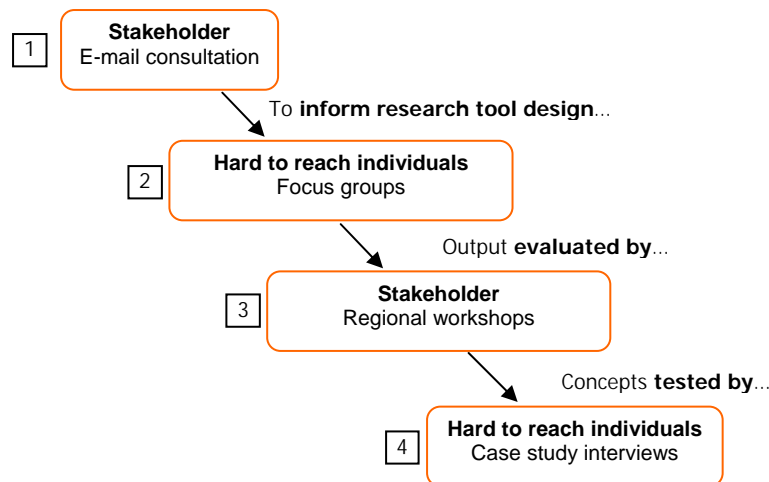 1
Stakeholder
E-mail consultation
To inform research tool design...
2
Hard to reach individuals
Focus groups
Output evaluated by...
3
Stakeholder
Regional workshops
Concepts tested by...
4
Hard to reach individuals
Case study interviews